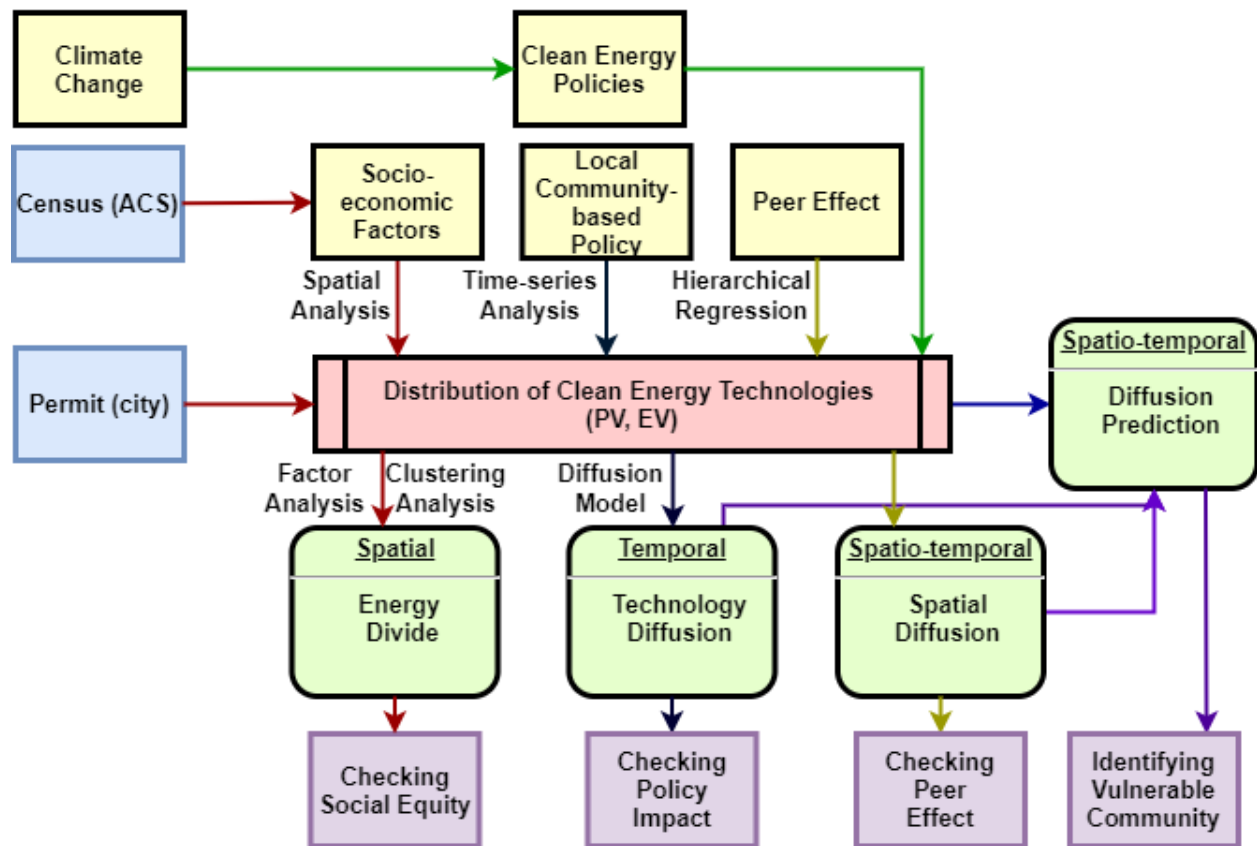 Climate
Change
Clean Energy
Policies
Census (ACS)
Socio-
economic
Factors
Local
Community-
based
Policy
Peer Effect
Spatial
Analysis
Time-series
Analysis
Hierarchical
Regression
Permit (city)
Distribution of Clean Energy Technologies
(PV, EV)
Spatio-temporal
Diffusion
Prediction
Factor
Analysis
Clustering
Analysis
Diffusion
Model
Spatial
Energy
Divide
Temporal
Technology
Diffusion
Spatio-temporal
Spatial
Diffusion
Checking
Social Equity
Checking
Policy
Impact
Checking
Peer
Effect
Identifying
Vulnerable
Community